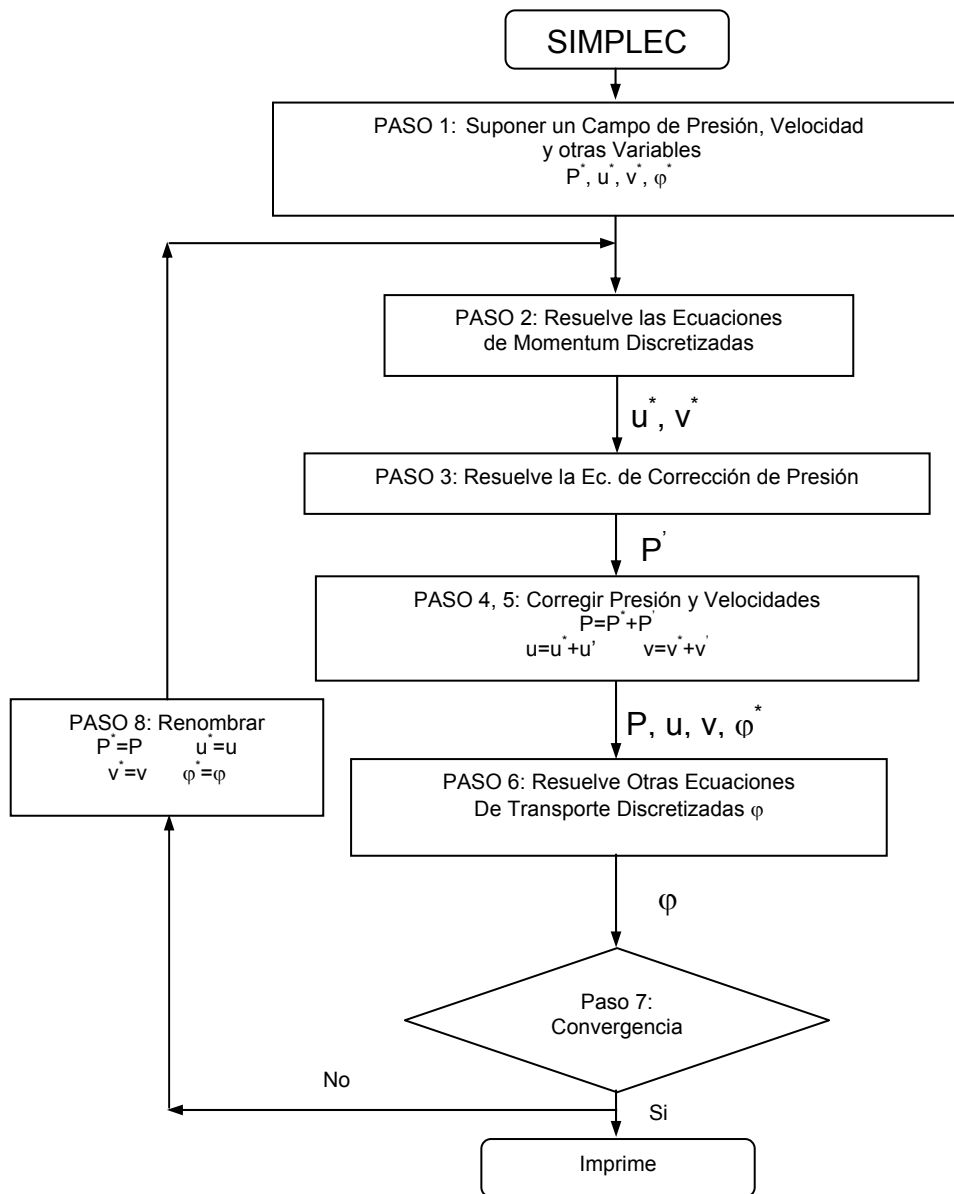 SIMPLEC
PASO 1: Suponer un Campo de Presión, Velocidad
y otras Variables
P*, u*, v*, φ*
PASO 2: Resuelve las Ecuaciones
de Momentum Discretizadas
u*, v*
PASO 3: Resuelve la Ec. de Corrección de Presión
P'
PASO 4, 5: Corregir Presión y Velocidades
P=P*+P'
u=u*+u' v=v*+v'
P, u, v, φ*
PASO 8: Renombrar
P*=P u*=u
v*=v φ*=φ
PASO 6: Resuelve Otras Ecuaciones
De Transporte Discretizadas φ
φ
Paso 7:
Convergencia
No
Si
Imprime